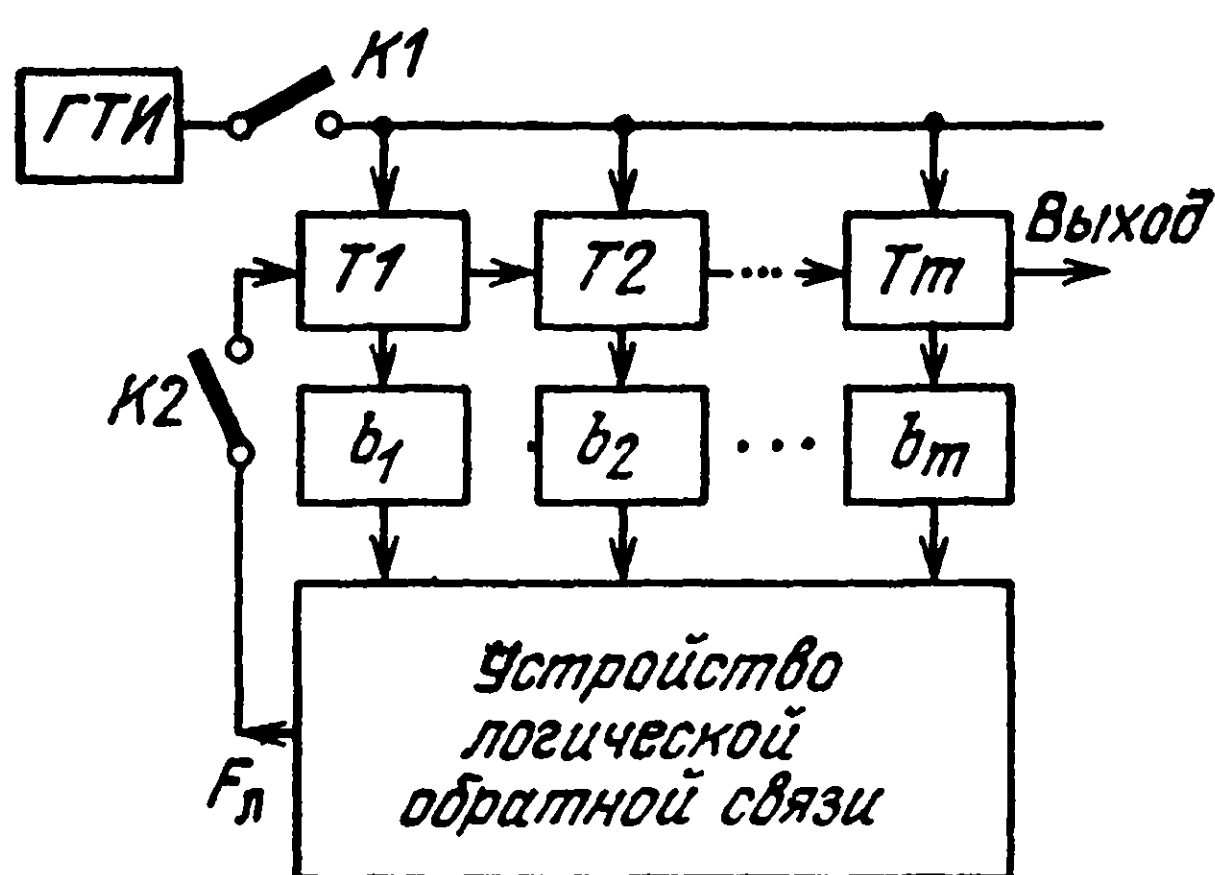 К1
ГТИ
Выход
Т1
Т2
Тm
К2
b1
b2
bm
Устройство
логической
обратной связи
Fл